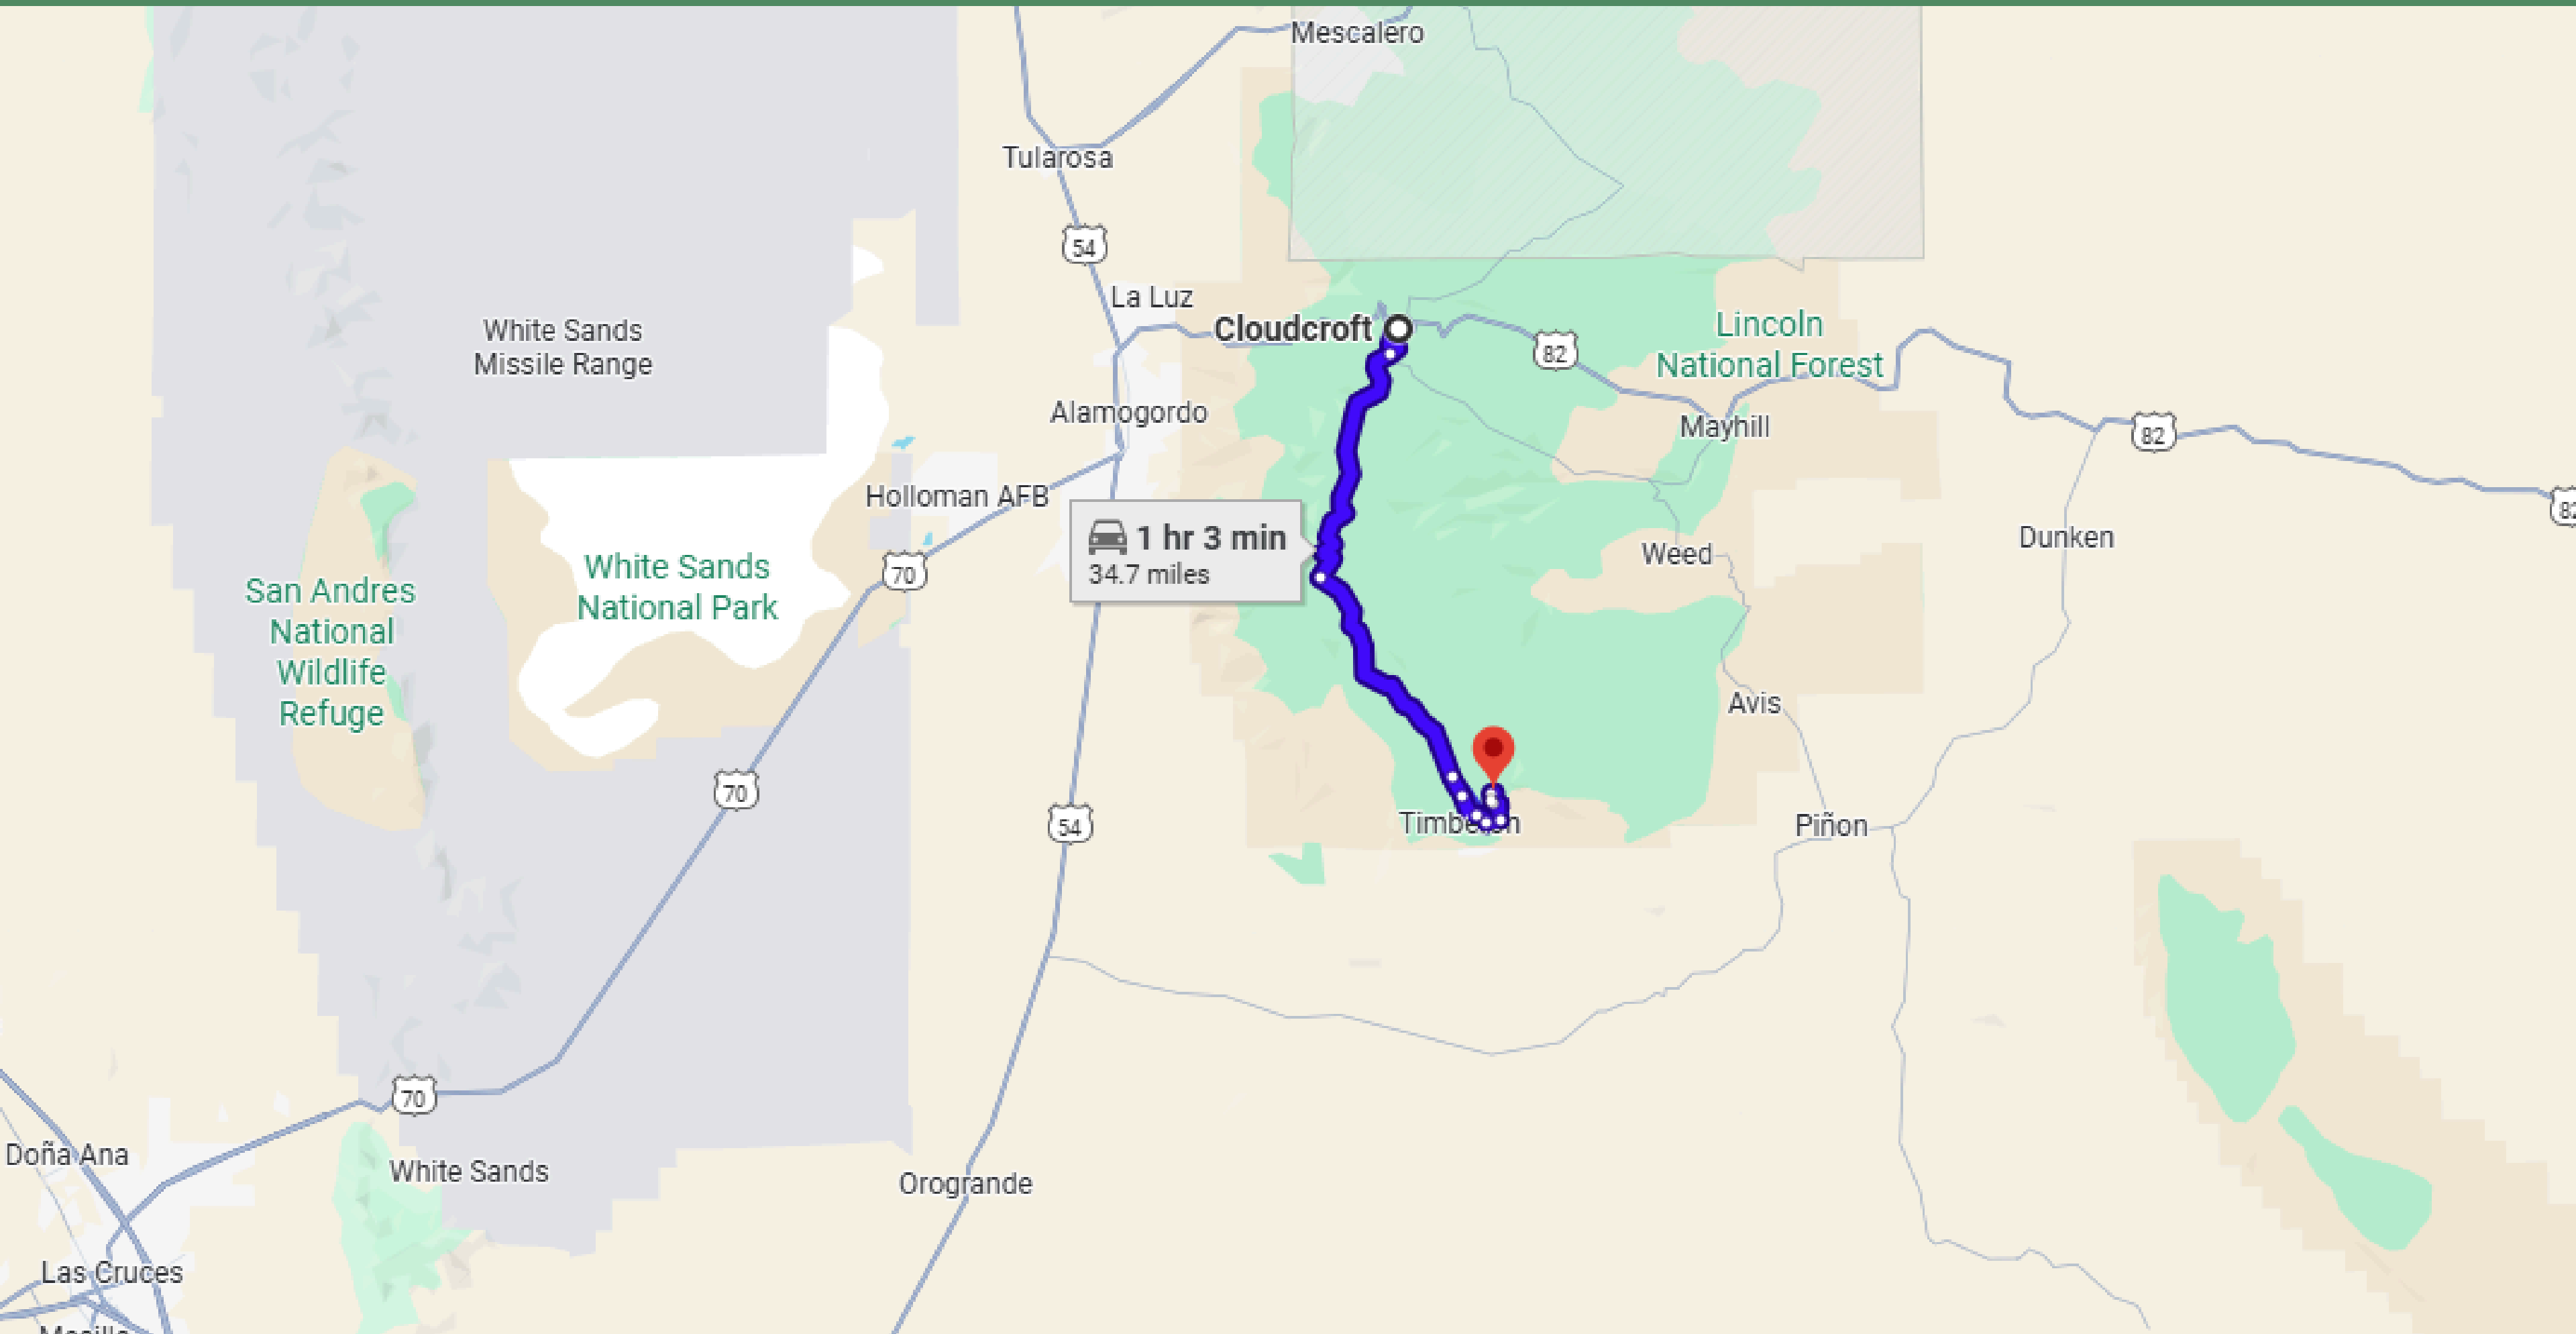 Mescalero
Tularosa
54
La Luz
Cloudcroft
White Sands
Missile Range
82
Lincoln
National Forest
Alamogordo
Mayhill
82
Holloman AFB
82
1 hr 3 min
34.7 miles
Dunken
Weed
70
White Sands
National Park
San Andres
National
Wildlife
Refuge
Avis
70
54
Timberon
Piñon
70
Doña Ana
White Sands
Orogrande
Las Cruces